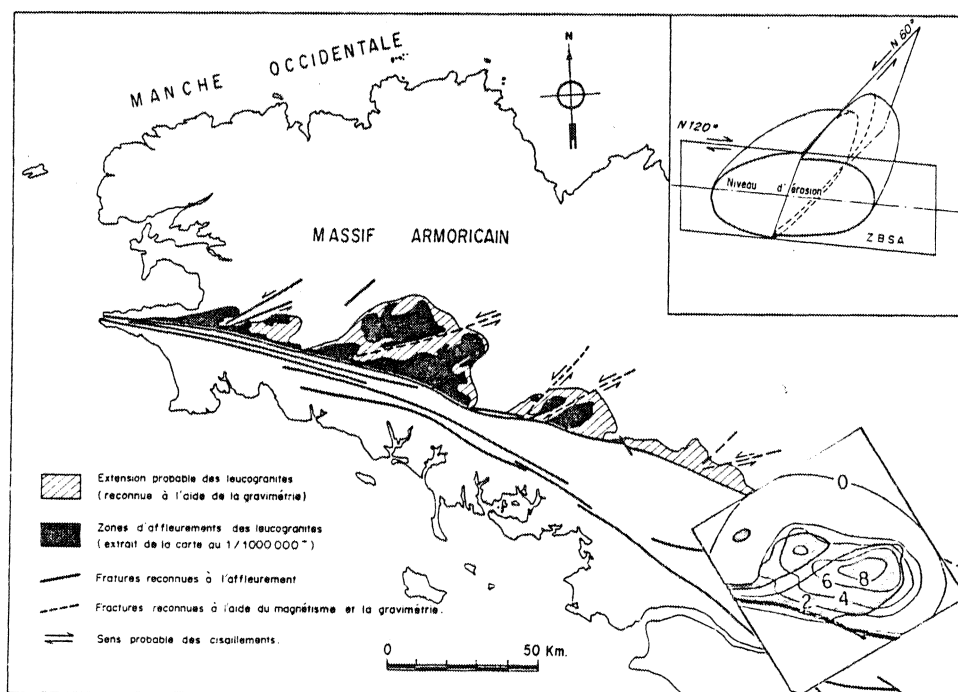 MANCHE OCCIDENTALE
N
N 60°
N 120°
Niveau d'érosion
ZBSA
MASSIF ARMORICAIN
Extension probable des leucogranites
(reconnue à l'aide de la gravimétrie)
Zones d'affleurements des leucogranites
(extrait de la carte au 1/1000 000)
Fratures reconnues à l'affleurement
Fractures reconnues à l'aide du magnétisme et la gravimétrie.
Sens probable des cisaillements.
0 50 Km.
0
6 8
2 4